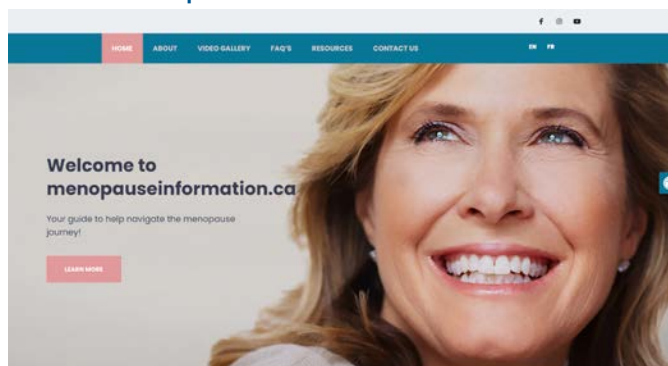 HOME ABOUT VIDEO GALLERY FAQ'S RESOURCES CONTACT US EN FR
Welcome to
menopauseinformation.ca
Your guide to help navigate the menopause
journey!
LEARN MORE